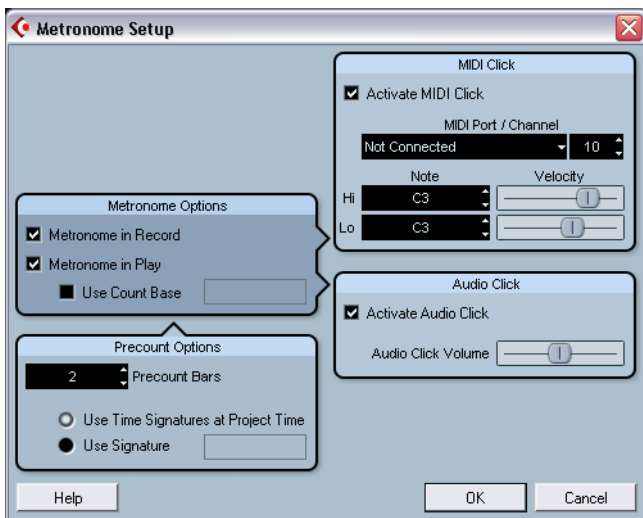 Metronome Setup
MIDI Click
Activate MIDI Click
MIDI Port / Channel
Not Connected 10
Note Velocity
Hi C3
Lo C3
Metronome Options
Metronome in Record
Metronome in Play
Use Count Base
Audio Click
Activate Audio Click
Audio Click Volume
Precount Options
2 Precount Bars
Use Time Signatures at Project Time
Use Signature
Help OK Cancel